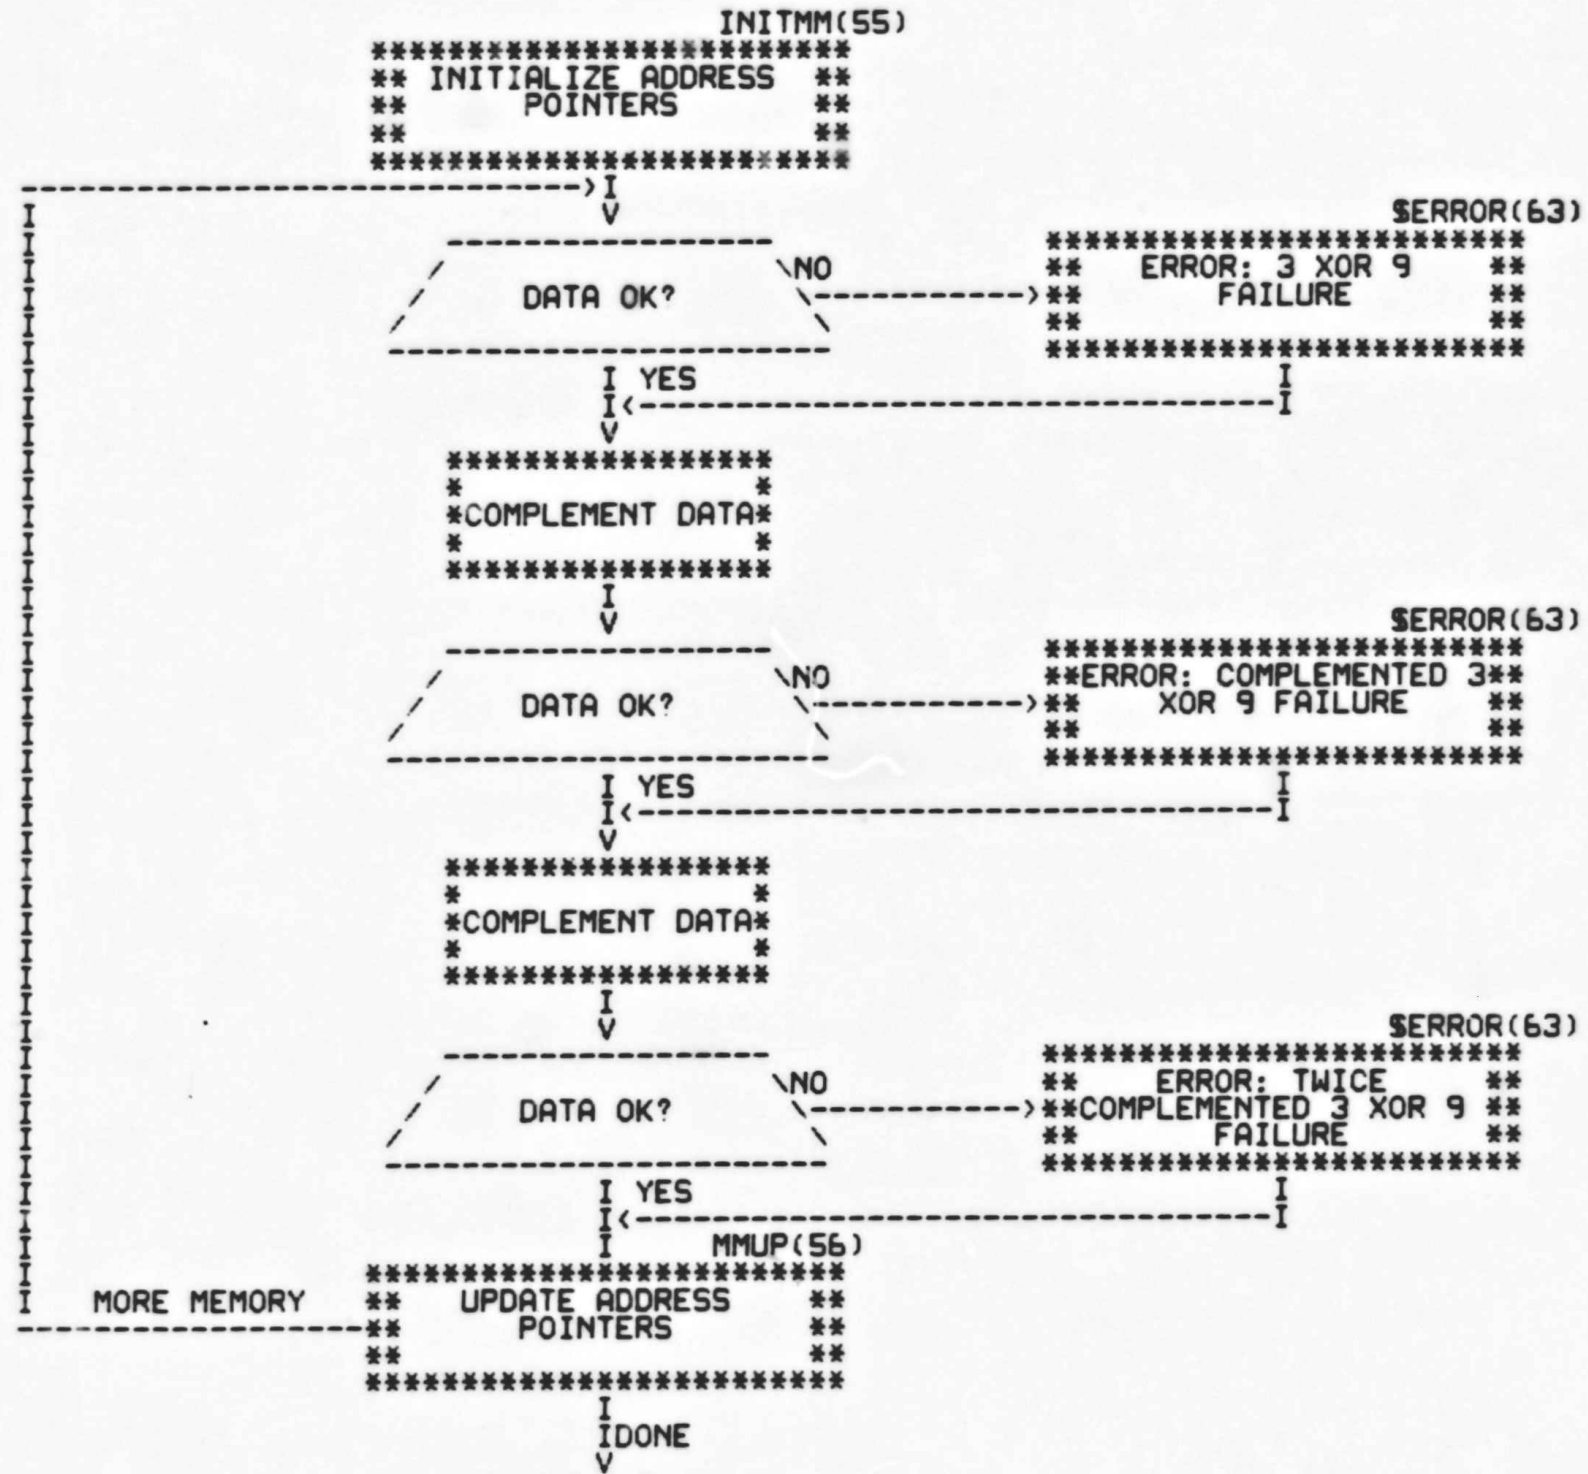 INITMM(55)
INITIALIZE ADDRESS
POINTERS
$ERROR(63)
NO
ERROR: 3 XOR 9
DATA OK?
FAILURE
YES
COMPLEMENT DATA
$ERROR(63)
NO
ERROR: COMPLEMENTED 3
DATA OK?
XOR 9 FAILURE
YES
COMPLEMENT DATA
$ERROR(63)
NO
ERROR: TWICE
DATA OK?
COMPLEMENTED 3 XOR 9
FAILURE
YES
MMUP(56)
MORE MEMORY
UPDATE ADDRESS
POINTERS
DONE